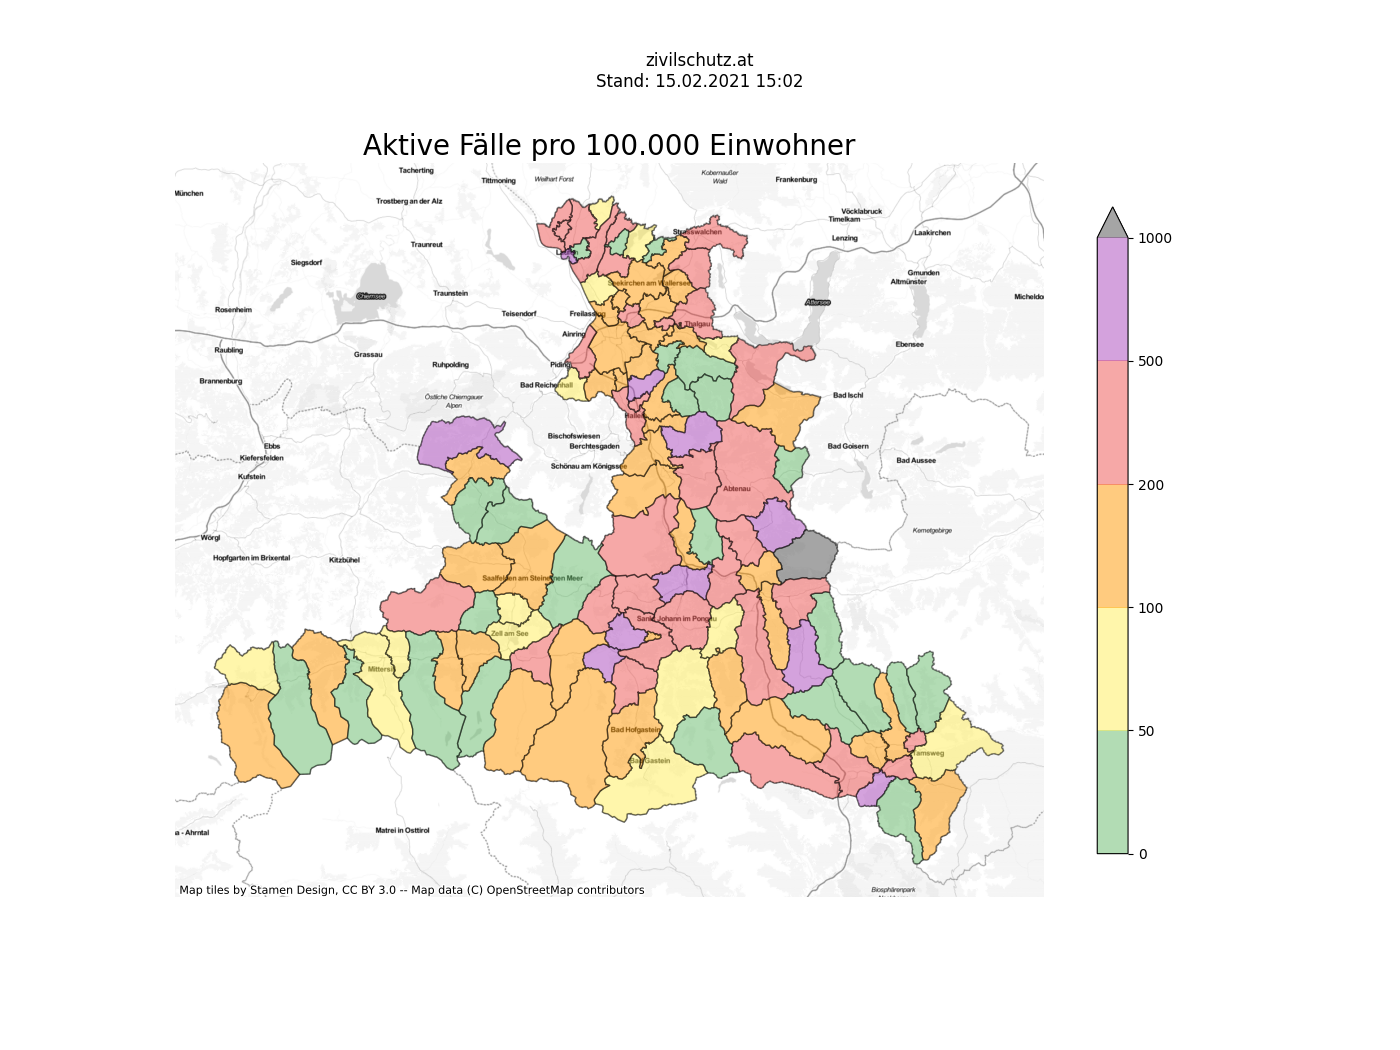 zivilschutz.at
Stand: 15.02.2021 15:02
Aktive Fälle pro 100.000 Einwohner
Tacherting
Tittmoning
Weilhart Forst
Kobernaußer
Wald
Frankenburg
München
Trostberg an der Alz
Vöcklabruck
Timelkam
Laakirchen
Strasswalchen
Lenzing
Traunreut
Siegsdorf
Gmunden
Altmünster
Seekirchen am Wallersee
Chiemsee
Traunstein
Attersee
Micheldo
Rosenheim
Teisendorf
Freilassing
Thalgau
Ainring
Ebensee
Raubling
Grassau
Ruhpolding
Piding
Brannenburg
Bad Reichenhall
Östliche Chiemgauer
Alpen
Bad Ischl
Hallein
Bischofswiesen
Berchtesgaden
Bad Goisern
Ebbs
Kiefersfelden
Bad Aussee
Schönau am Königssee
Kufstein
Abtenau
Kemetgebirge
Wörgl
Hopfgarten im Brixental
Kitzbühel
Saalfelden am Steinernen Meer
Sankt Johann im Pongau
Zell am See
Mittersill
Bad Hofgastein
Bad Gastein
Tamsweg
a - Ahrntal
Matrei in Osttirol
Biosphärenpark
Map tiles by Stamen Design, CC BY 3.0 -- Map data (C) OpenStreetMap contributors
1000
500
200
100
50
0